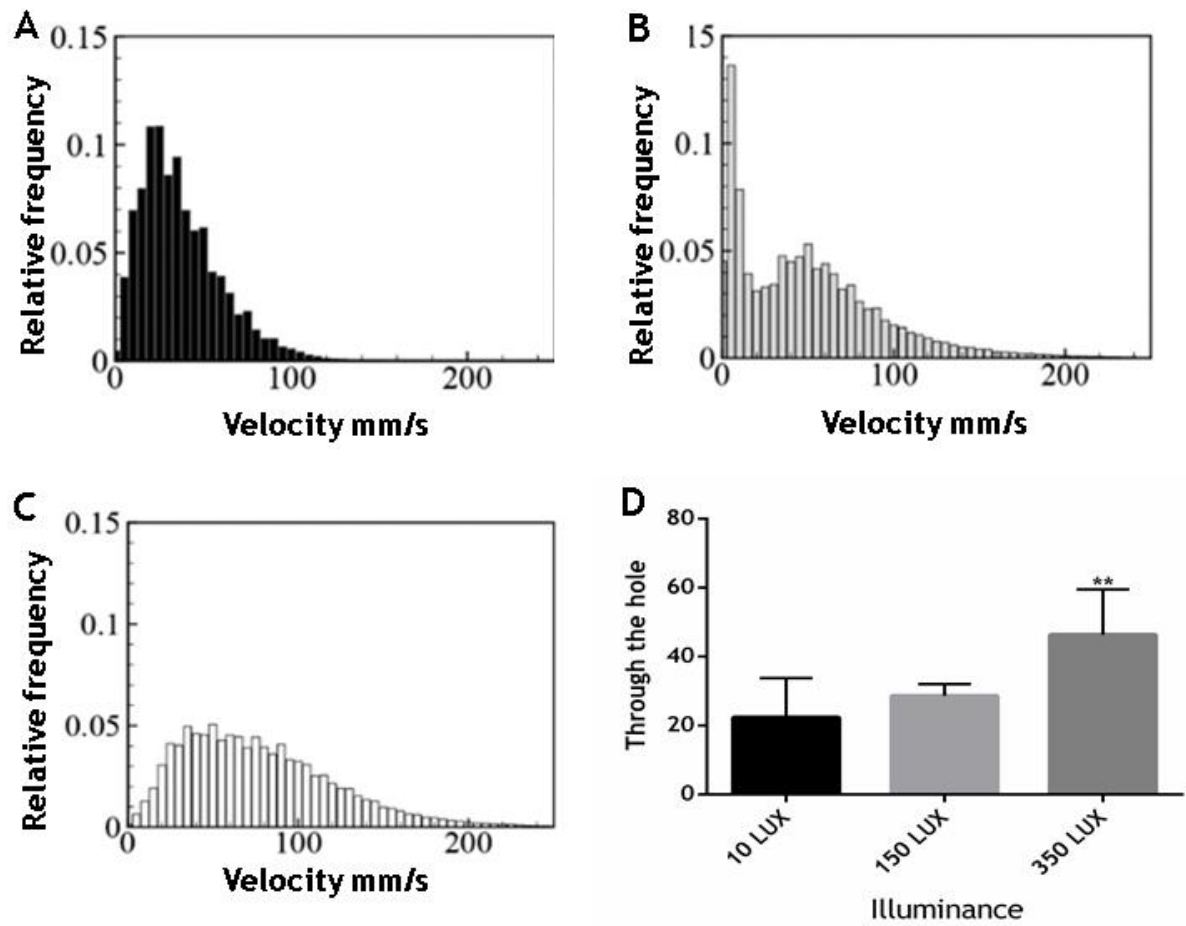 A
0.15
0.1
0.05
0
0 100 200
Relative frequency
Velocity mm/s
B
15
0.1
0.05
0
0 100 200
Relative frequency
Velocity mm/s
C
0.15
0.1
0.05
0
0 100 200
Relative frequency
Velocity mm/s
D
80
60
40
20
0
Through the hole
**
10 LUX
150 LUX
350 LUX
Illuminance